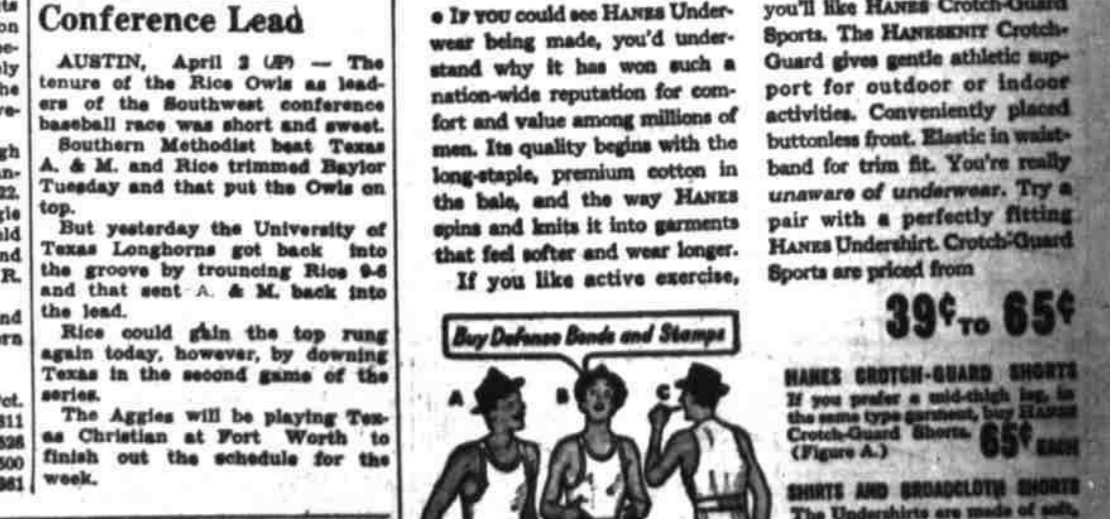 Conference Lead
AUSTIN, April 3 (AP) — The
tenure of the Rice Owls as lead-
ers of the Southwest conference
baseball race was short and sweet.
Southern Methodist beat Texas
A. & M. and Rice trimmed Baylor
Tuesday and that put the Owls on
top.
But yesterday the University of
Texas Longhorns got back into
the groove by trouncing Rice 9-6
and that sent A. & M. back into
the lead.
Rice could gain the top rung
again today, however, by downing
Texas in the second game of the
series.
The Aggies will be playing Tex-
as Christian at Fort Worth to
finish out the schedule for the
week.
• IF YOU could see HANES Under-
wear being made, you'd under-
stand why it has won such a
nation-wide reputation for com-
fort and value among millions of
men. Its quality begins with the
long-staple, premium cotton in
the bale, and the way HANES
spins and knits it into garments
that feel softer and wear longer.
If you like active exercise,
you'll like HANES Crotch-Guard
Sports. The HANESKNIT Crotch-
Guard gives gentle athletic sup-
port for outdoor or indoor
activities. Conveniently placed
buttonless front. Elastic in waist-
band for trim fit. You're really
unaware of underwear. Try a
pair with a perfectly fitting
HANES Undershirt. Crotch-Guard
Sports are priced from
39¢ TO 65¢
Buy Defense Bonds and Stamps
A B C
HANES CROTCH-GUARD SHORTS
If you prefer a mid-thigh leg, in
the same type garment, buy HANES
Crotch-Guard Shorts. 65¢ EACH
(Figure A.)
SHIRTS AND BROADCLOTH SHORTS
The Undershirts are made of soft,